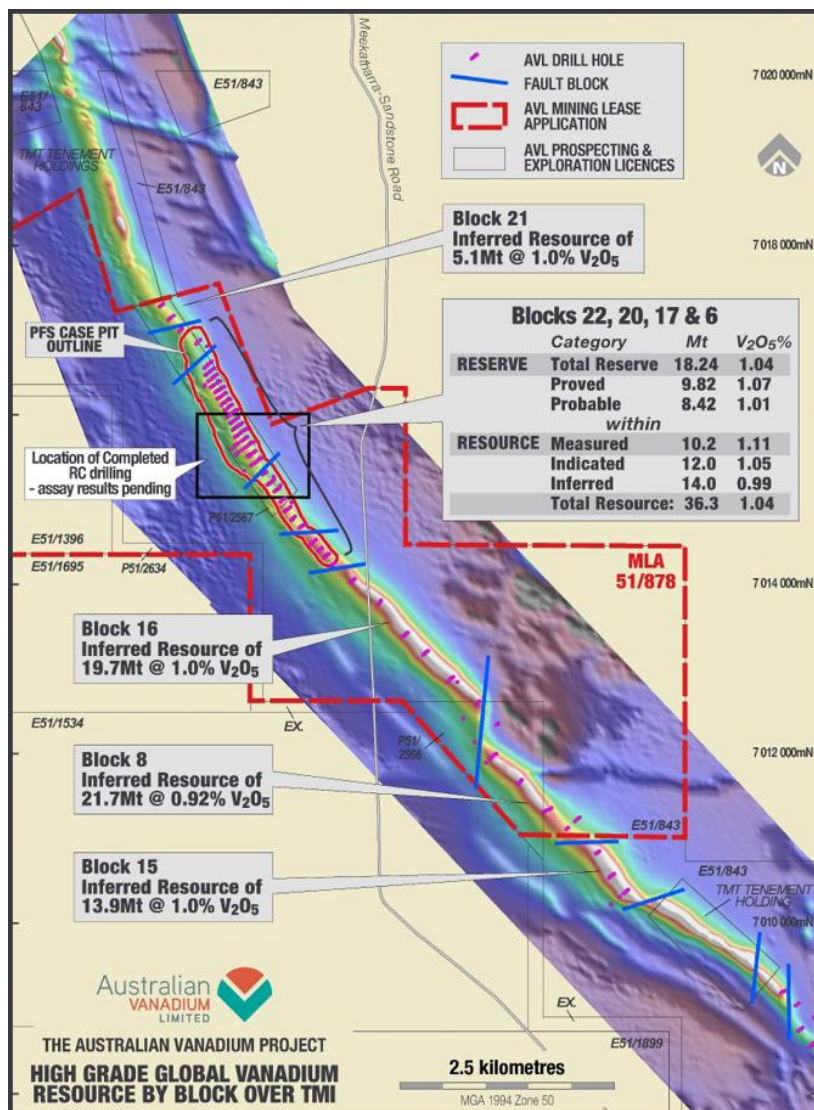 AVL DRILL HOLE
FAULT BLOCK
AVL MINING LEASE
APPLICATION
AVL PROSPECTING &
EXPLORATION LICENCES
7 020 000mN
N
E51/843
E51/
843
TMT TENEMENT
HOLDINGS
E51/843
Meekatharra-Sandstone Road
Block 21
Inferred Resource of
5.1Mt @ 1.0% V₂O₅
7 018 000mN
PFS CASE PIT
OUTLINE
Blocks 22, 20, 17 & 6
Category Mt V₂O₅%
RESERVE Total Reserve 18.24 1.04
Proved 9.82 1.07
Probable 8.42 1.01
within
RESOURCE Measured 10.2 1.11
Indicated 12.0 1.05
Inferred 14.0 0.99
Total Resource: 36.3 1.04
Location of Completed
RC drilling
- assay results pending
P51/2567
E51/1396
E51/1695
P51/2634
MLA
51/878
7 014 000mN
Block 16
Inferred Resource of
19.7Mt @ 1.0% V₂O₅
E51/1534
EX.
P51/
2566
7 012 000mN
Block 8
Inferred Resource of
21.7Mt @ 0.92% V₂O₅
E51/843
Block 15
Inferred Resource of
13.9Mt @ 1.0% V₂O₅
E51/843
TMT TENEMENT
HOLDING
7 010 000mN
Australian
VANADIUM
LIMITED
EX.
E51/1899
THE AUSTRALIAN VANADIUM PROJECT
HIGH GRADE GLOBAL VANADIUM
RESOURCE BY BLOCK OVER TMI
2.5 kilometres
MGA 1994 Zone 50